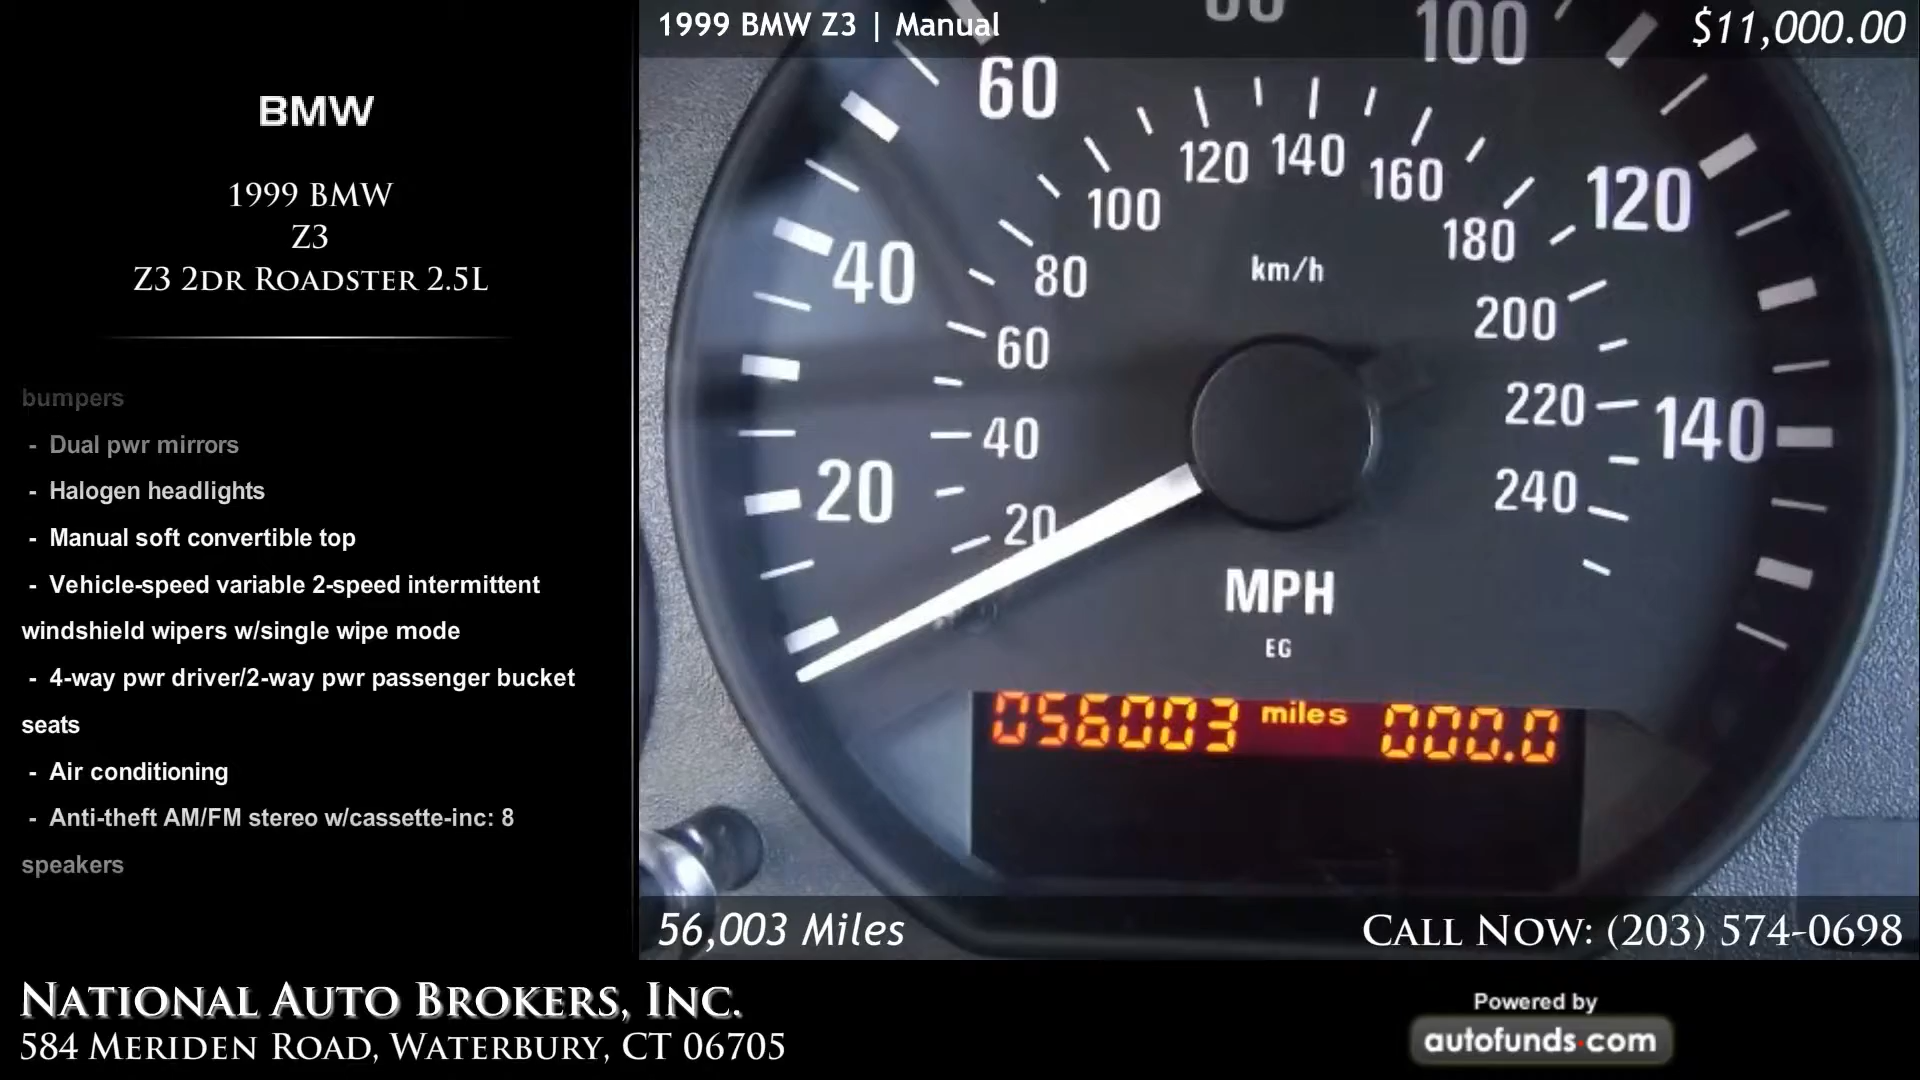 BMW
1999 BMW
Z3
Z3 2DR ROADSTER 2.5L
bumpers
- Dual pwr mirrors
- Halogen headlights
- Manual soft convertible top
- Vehicle-speed variable 2-speed intermittent
windshield wipers w/single wipe mode
- 4-way pwr driver/2-way pwr passenger bucket
seats
- Air conditioning
- Anti-theft AM/FM stereo w/cassette-inc: 8
speakers
1999 BMW Z3 | Manual
$11,000.00
20
40
60
80
100
120
140
20
40
60
80
100
120
140
160
180
200
220
240
km/h
MPH
EG
056003 miles 000.0
56,003 Miles
CALL NOW: (203) 574-0698
NATIONAL AUTO BROKERS, INC.
584 MERIDEN ROAD, WATERBURY, CT 06705
Powered by
autofunds.com